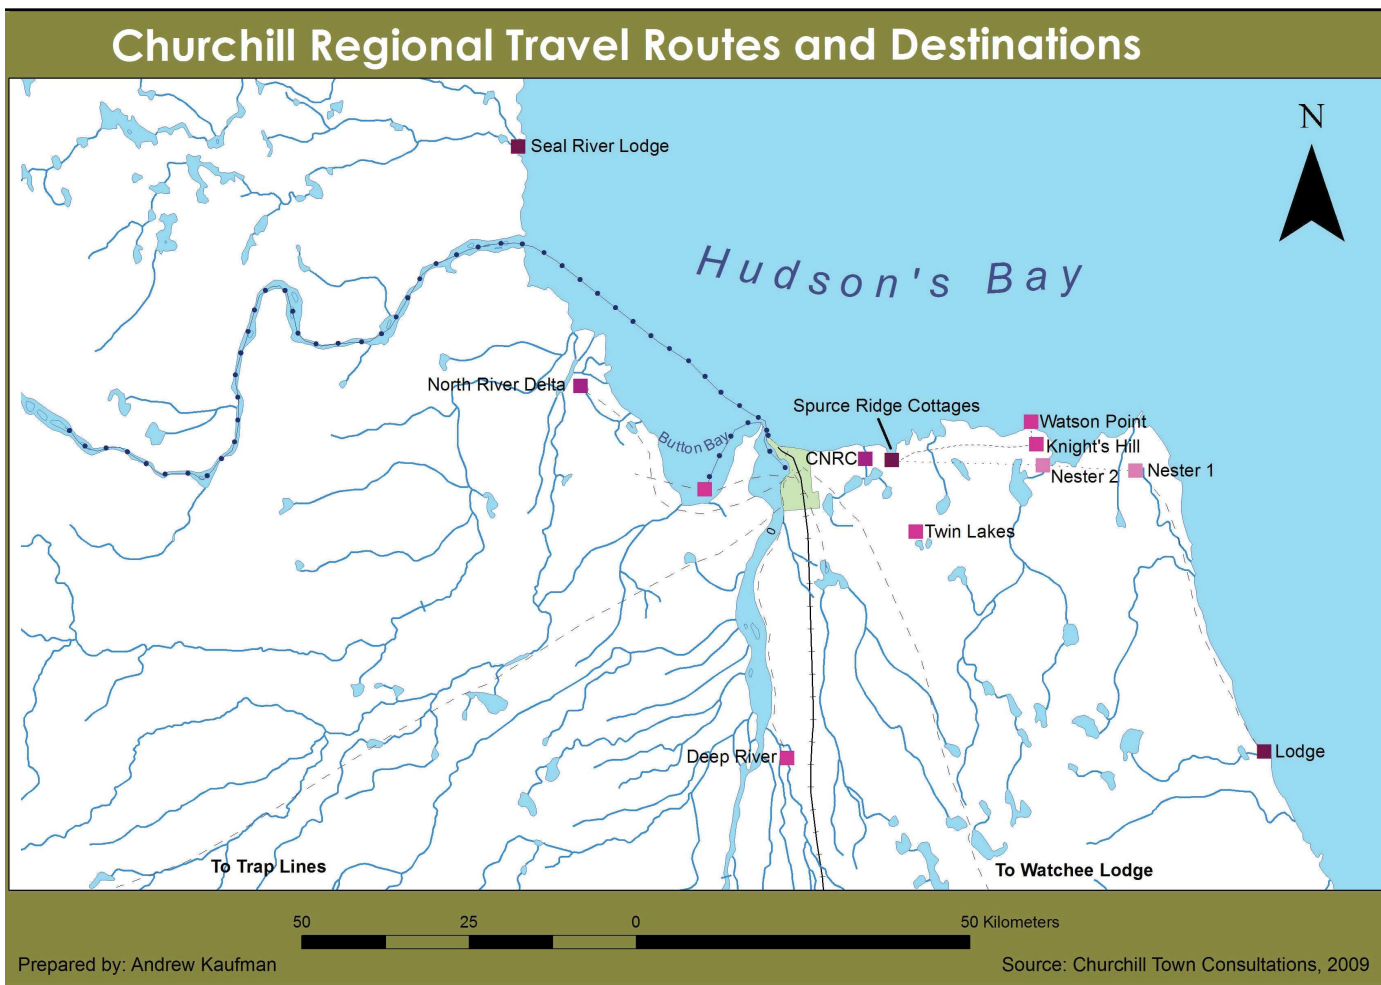 Churchill Regional Travel Routes and Destinations
N
Seal River Lodge
Hudson's Bay
North River Delta
Spurce Ridge Cottages
Watson Point
Button Bay
Knight's Hill
CNRC
Nester 2
Nester 1
Twin Lakes
Deep River
Lodge
To Trap Lines
To Watchee Lodge
50 25 0 50 Kilometers
Prepared by: Andrew Kaufman
Source: Churchill Town Consultations, 2009